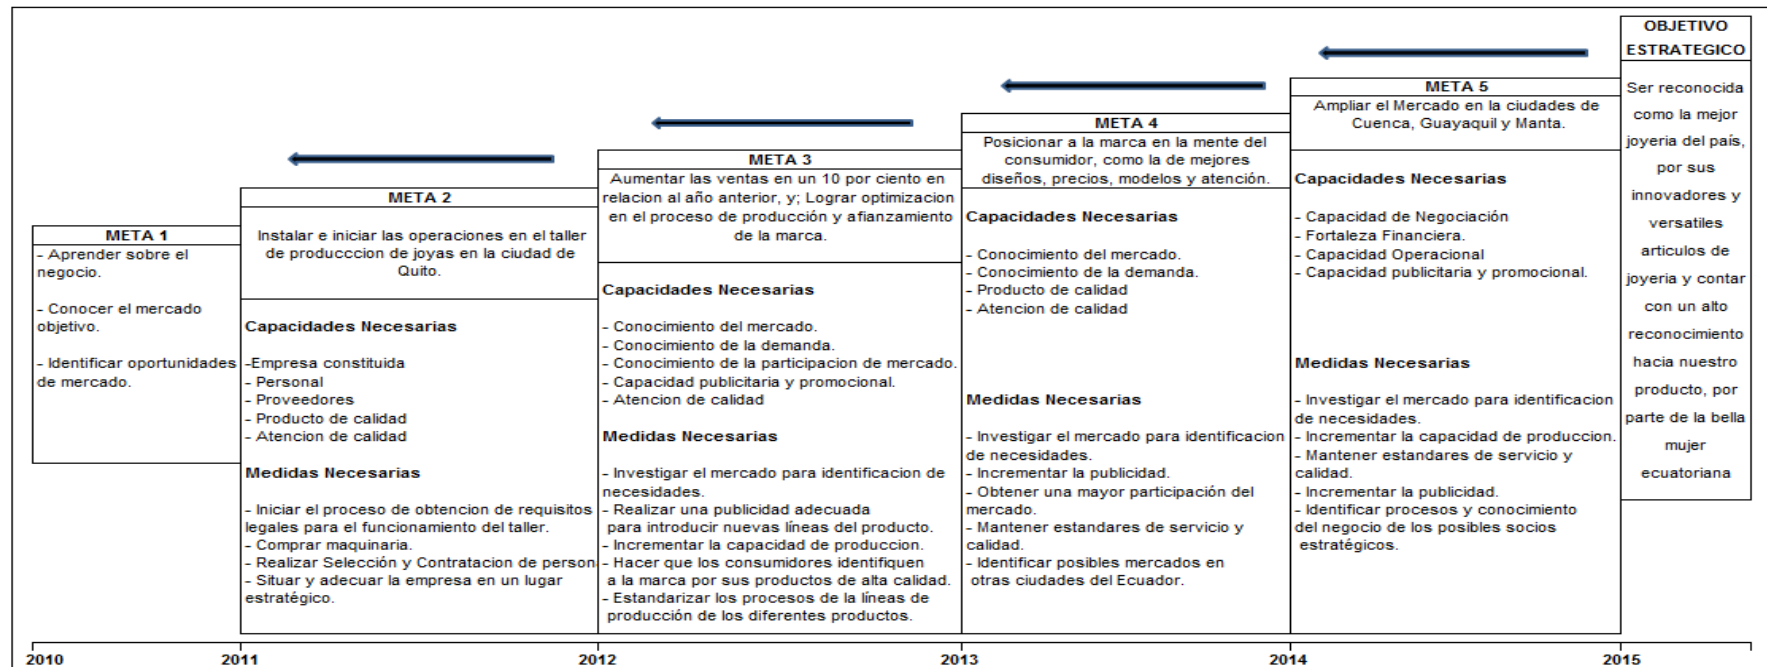 META 1
- Aprender sobre el
negocio.
- Conocer el mercado
objetivo.
- Identificar oportunidades
de mercado.
META 2
Instalar e iniciar las operaciones en el taller
de producccion de joyas en la ciudad de
Quito.
Capacidades Necesarias
-Empresa constituida
- Personal
- Proveedores
- Producto de calidad
- Atencion de calidad
Medidas Necesarias
- Iniciar el proceso de obtencion de requisitos
legales para el funcionamiento del taller.
- Comprar maquinaria.
- Realizar Selección y Contratacion de person
- Situar y adecuar la empresa en un lugar
estratégico.
META 3
Aumentar las ventas en un 10 por ciento en
relacion al año anterior, y; Lograr optimizacion
en el proceso de producción y afianzamiento
de la marca.
Capacidades Necesarias
- Conocimiento del mercado.
- Conocimiento de la demanda.
- Conocimiento de la participacion de mercado.
- Capacidad publicitaria y promocional.
- Atencion de calidad
Medidas Necesarias
- Investigar el mercado para identificacion de
necesidades.
- Realizar una publicidad adecuada
para introducir nuevas líneas del producto.
- Incrementar la capacidad de produccion.
- Hacer que los consumidores identifiquen
a la marca por sus productos de alta calidad.
- Estandarizar los procesos de la líneas de
producción de los diferentes productos.
META 4
Posicionar a la marca en la mente del
consumidor, como la de mejores
diseños, precios, modelos y atención.
Capacidades Necesarias
- Conocimiento del mercado.
- Conocimiento de la demanda.
- Producto de calidad
- Atencion de calidad
Medidas Necesarias
- Investigar el mercado para identificacion
de necesidades.
- Incrementar la publicidad.
- Obtener una mayor participación del
mercado.
- Mantener estandares de servicio y
calidad.
- Identificar posibles mercados en
otras ciudades del Ecuador.
META 5
Ampliar el Mercado en la ciudades de
Cuenca, Guayaquil y Manta.
Capacidades Necesarias
- Capacidad de Negociación
- Fortaleza Financiera.
- Capacidad Operacional
- Capacidad publicitaria y promocional.
Medidas Necesarias
- Investigar el mercado para identificacion
de necesidades.
- Incrementar la capacidad de produccion.
- Mantener estandares de servicio y
calidad.
- Incrementar la publicidad.
- Identificar procesos y conocimiento
del negocio de los posibles socios
estratégicos.
OBJETIVO
ESTRATEGICO
Ser reconocida
como la mejor
joyeria del país,
por sus
innovadores y
versatiles
articulos de
joyeria y contar
con un alto
reconocimiento
hacia nuestro
producto, por
parte de la bella
mujer
ecuatoriana
2010 2011 2012 2013 2014 2015